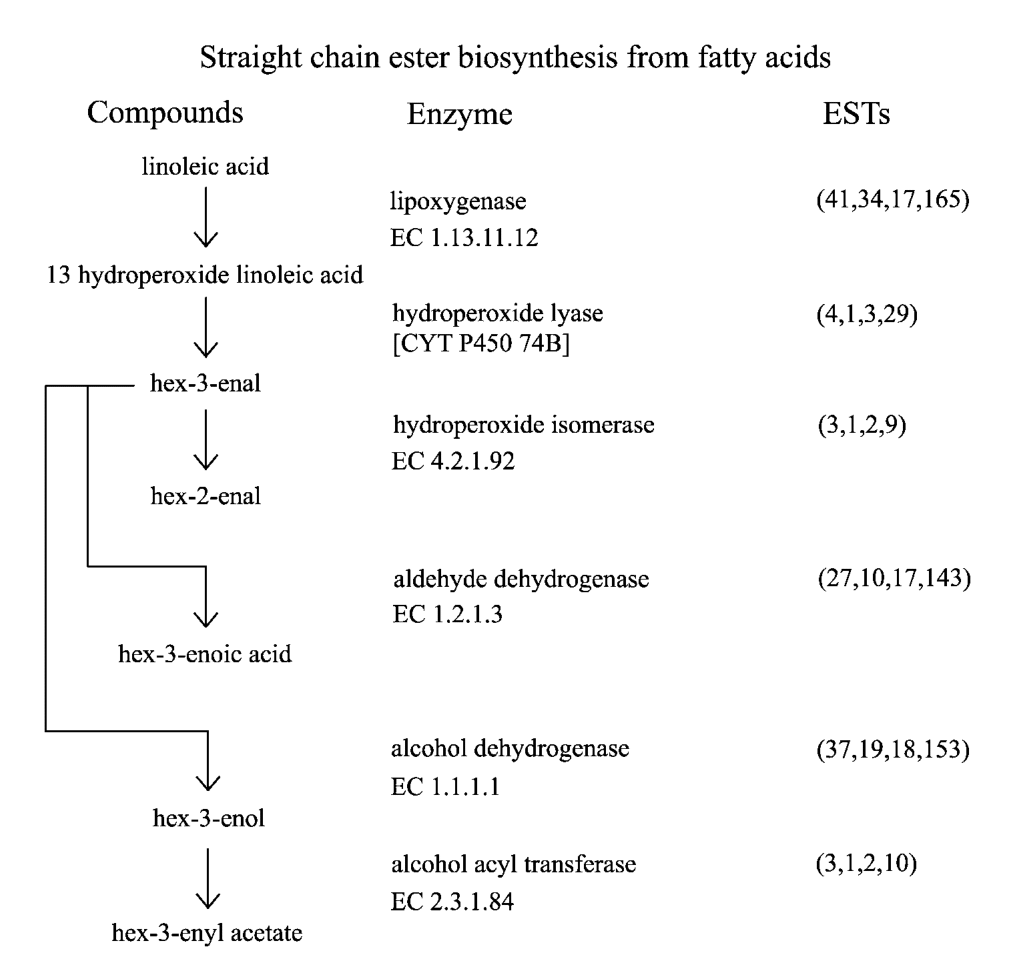 Straight chain ester biosynthesis from fatty acids
Compounds Enzyme ESTs
linoleic acid
lipoxygenase (41,34,17,165)
EC 1.13.11.12
13 hydroperoxide linoleic acid
hydroperoxide lyase (4,1,3,29)
[CYT P450 74B]
hex-3-enal
hydroperoxide isomerase (3,1,2,9)
EC 4.2.1.92
hex-2-enal
aldehyde dehydrogenase (27,10,17,143)
EC 1.2.1.3
hex-3-enoic acid
alcohol dehydrogenase (37,19,18,153)
EC 1.1.1.1
hex-3-enol
alcohol acyl transferase (3,1,2,10)
EC 2.3.1.84
hex-3-enyl acetate